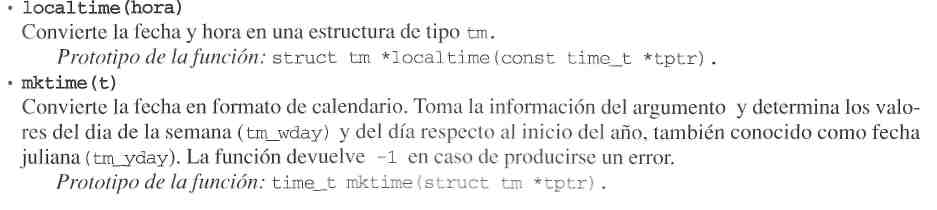 • localtime(hora)
Convierte la fecha y hora en una estructura de tipo tm.
Prototipo de la función: struct tm *localtime(const time_t *tptr).
• mktime(t)
Convierte la fecha en formato de calendario. Toma la información del argumento y determina los valo-
res del dia de la semana (tm_wday) y del día respecto al inicio del año, también conocido como fecha
juliana (tm_yday). La función devuelve -1 en caso de producirse un error.
Prototipo de la función: time_t mktime(struct tm *tptr).